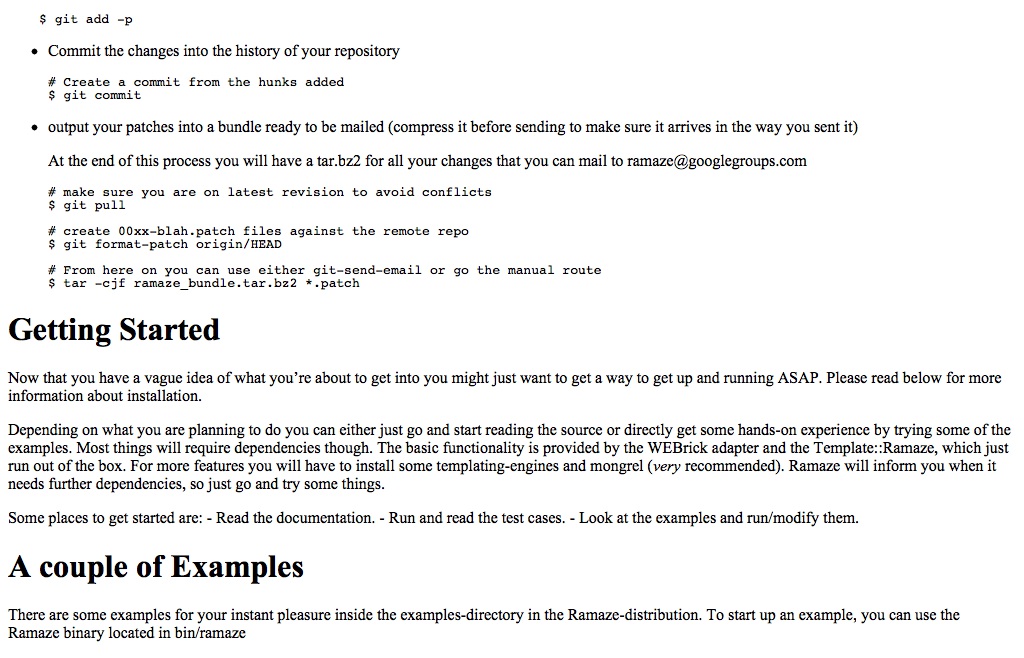 $ git add -p
• Commit the changes into the history of your repository
# Create a commit from the hunks added
$ git commit
• output your patches into a bundle ready to be mailed (compress it before sending to make sure it arrives in the way you sent it)
At the end of this process you will have a tar.bz2 for all your changes that you can mail to ramaze@googlegroups.com
# make sure you are on latest revision to avoid conflicts
$ git pull
# create 00xx-blah.patch files against the remote repo
$ git format-patch origin/HEAD
# From here on you can use either git-send-email or go the manual route
$ tar -cjf ramaze_bundle.tar.bz2 *.patch
Getting Started
Now that you have a vague idea of what you’re about to get into you might just want to get a way to get up and running ASAP. Please read below for more
information about installation.
Depending on what you are planning to do you can either just go and start reading the source or directly get some hands-on experience by trying some of the
examples. Most things will require dependencies though. The basic functionality is provided by the WEBrick adapter and the Template::Ramaze, which just
run out of the box. For more features you will have to install some templating-engines and mongrel (very recommended). Ramaze will inform you when it
needs further dependencies, so just go and try some things.
Some places to get started are: - Read the documentation. - Run and read the test cases. - Look at the examples and run/modify them.
A couple of Examples
There are some examples for your instant pleasure inside the examples-directory in the Ramaze-distribution. To start up an example, you can use the
Ramaze binary located in bin/ramaze